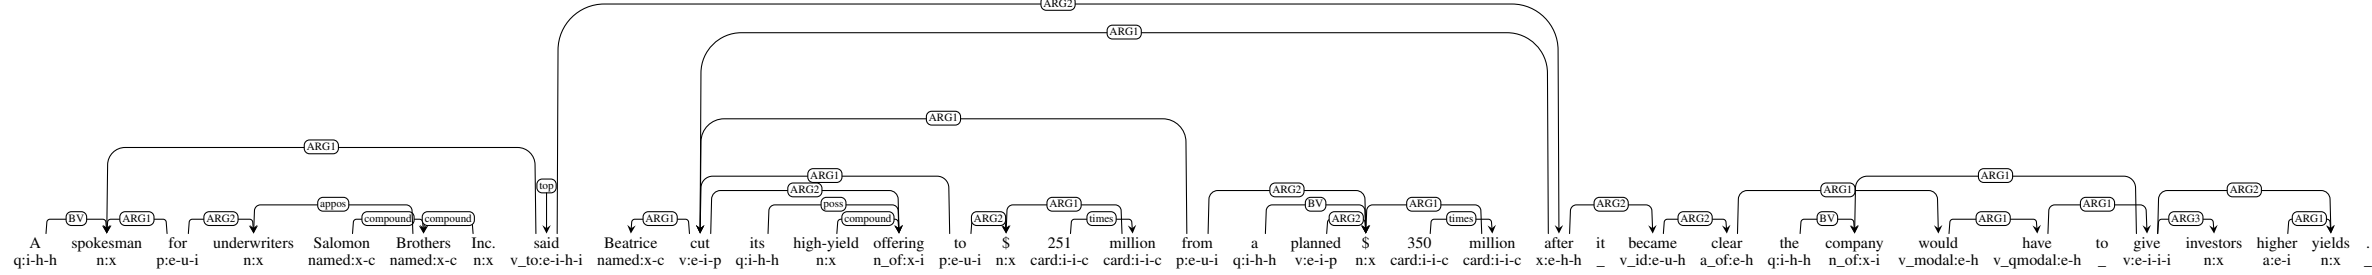 ARG2
ARG1
ARG1
ARG1
top
ARG1 ARG1
ARG2 ARG1 ARG2 ARG2
appos poss ARG1 BV ARG1 ARG2 ARG1
BV ARG1 ARG2 compound compound ARG1 compound ARG2 times ARG2 times ARG2 BV ARG1 ARG3 ARG1
A spokesman for underwriters Salomon Brothers Inc. said Beatrice cut its high-yield offering to $ 251 million from a planned $ 350 million after it became clear the company would have to give investors higher yields .
q:i-h-h n:x p:e-u-i n:x named:x-c named:x-c n:x v_to:e-i-h-i named:x-c v:e-i-p q:i-h-h n:x n_of:x-i p:e-u-i n:x card:i-i-c card:i-i-c p:e-u-i q:i-h-h v:e-i-p n:x card:i-i-c card:i-i-c x:e-h-h _ v_id:e-u-h a_of:e-h q:i-h-h n_of:x-i v_modal:e-h v_qmodal:e-h _ v:e-i-i-i n:x a:e-i n:x _